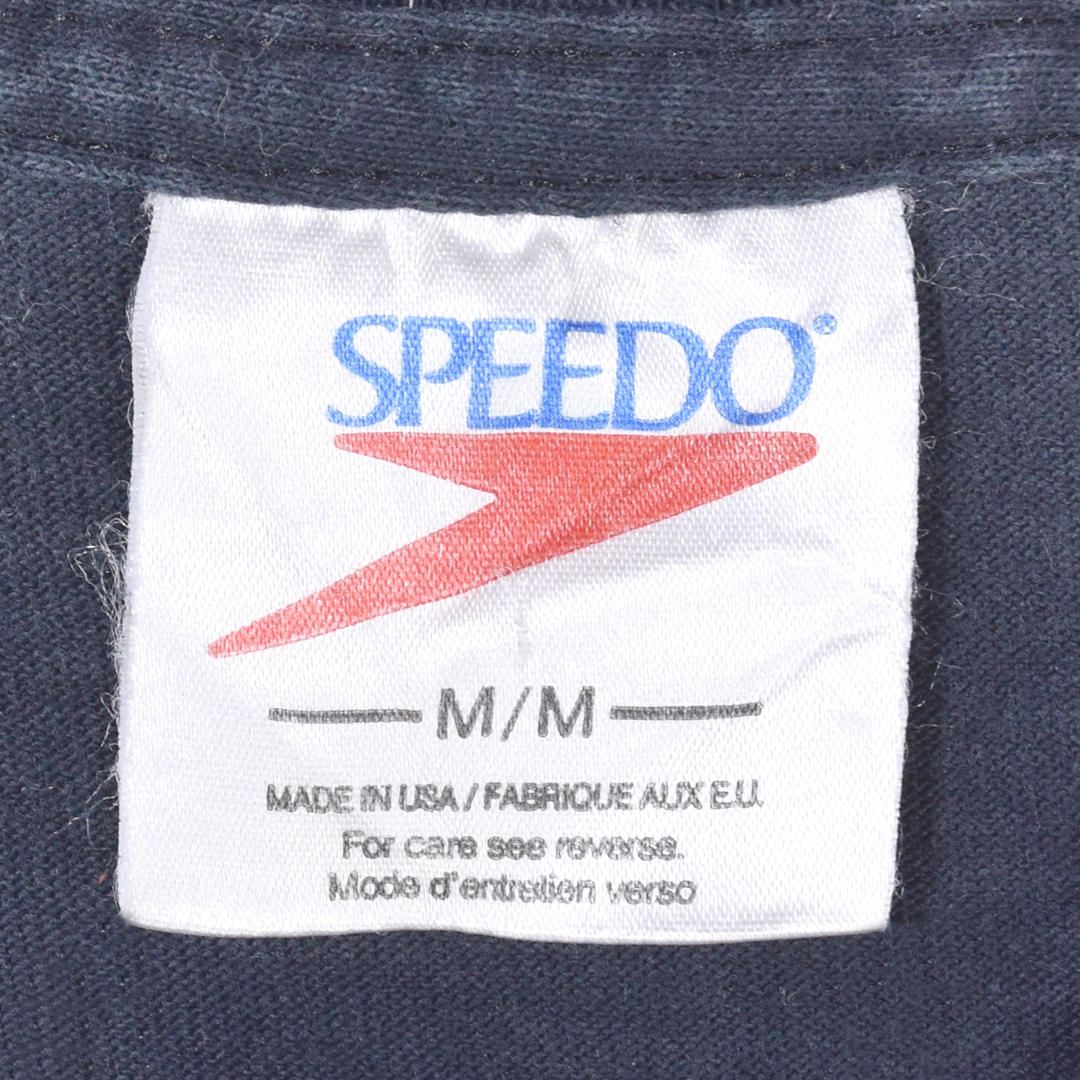 SPEEDO®
M/M
MADE IN USA / FABRIQUE AUX E.U.
For care see reverse.
Mode d'entretien verso